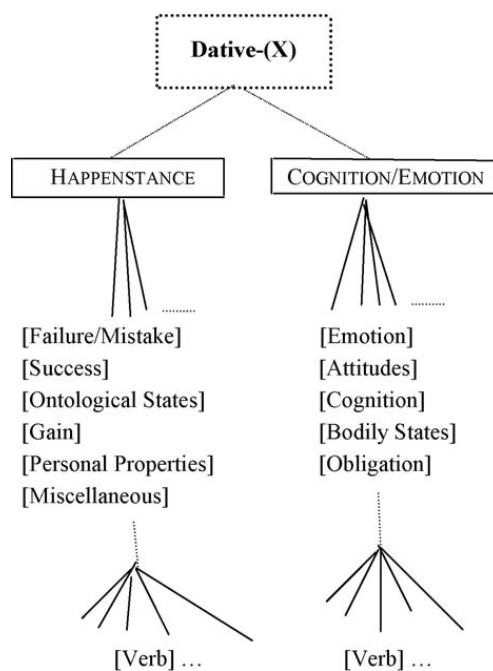 Dative-(X)
HAPPENSTANCE
COGNITION/EMOTION
[Failure/Mistake]
[Success]
[Ontological States]
[Gain]
[Personal Properties]
[Miscellaneous]
[Emotion]
[Attitudes]
[Cognition]
[Bodily States]
[Obligation]
[Verb] …
[Verb] …